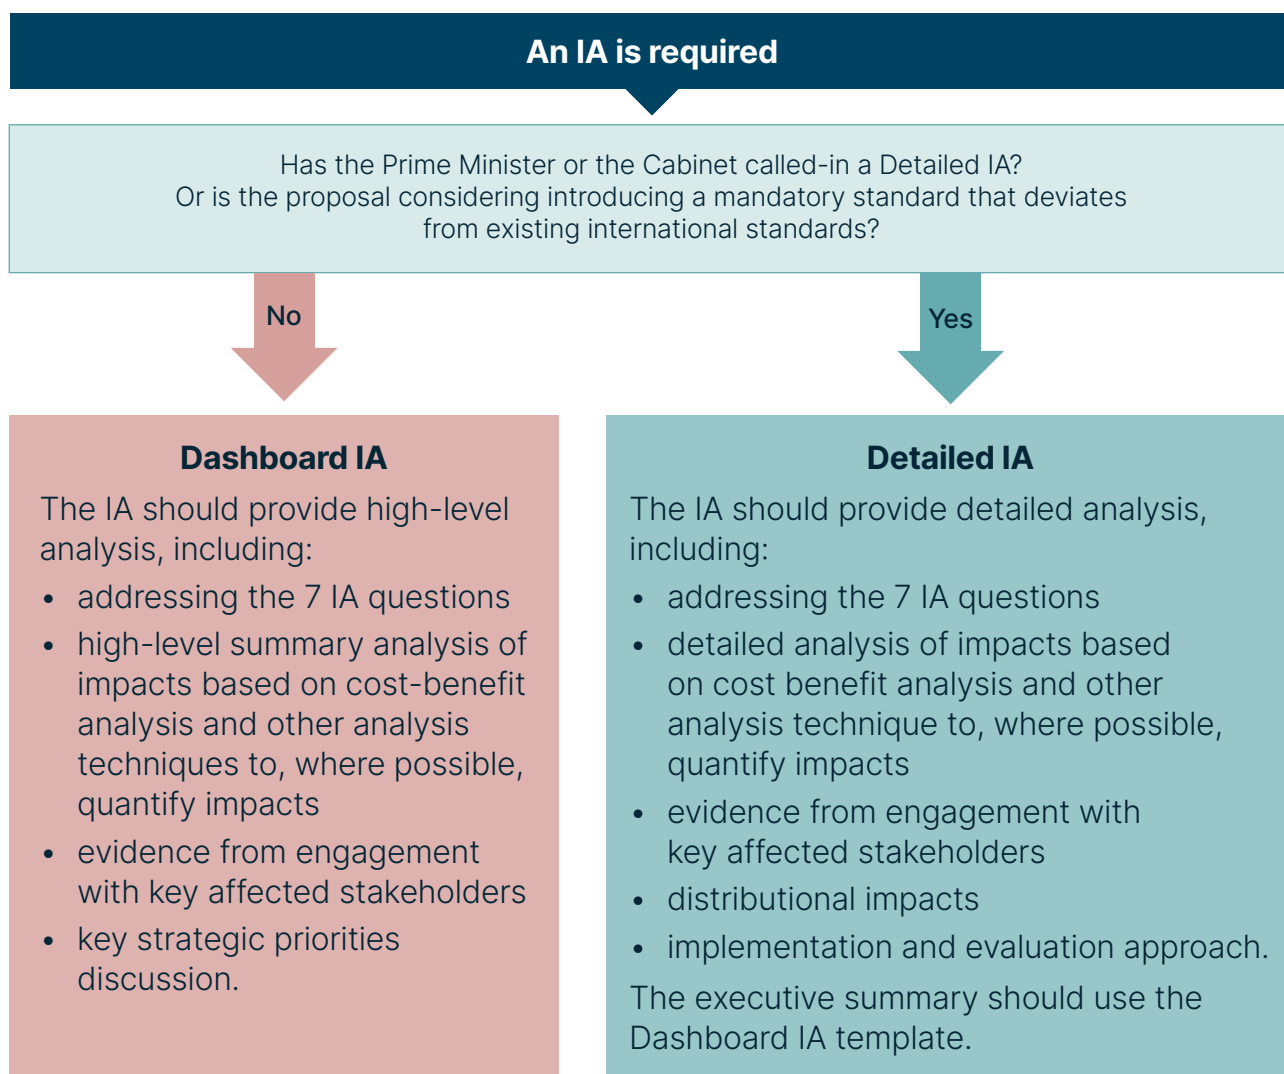 An IA is required
Has the Prime Minister or the Cabinet called-in a Detailed IA?
Or is the proposal considering introducing a mandatory standard that deviates
from existing international standards?
No
Yes
Dashboard IA
The IA should provide high-level
analysis, including:
• addressing the 7 IA questions
• high-level summary analysis of
impacts based on cost-benefit
analysis and other analysis
techniques to, where possible,
quantify impacts
• evidence from engagement
with key affected stakeholders
• key strategic priorities
discussion.
Detailed IA
The IA should provide detailed analysis,
including:
• addressing the 7 IA questions
• detailed analysis of impacts based
on cost benefit analysis and other
analysis technique to, where possible,
quantify impacts
• evidence from engagement with
key affected stakeholders
• distributional impacts
• implementation and evaluation approach.
The executive summary should use the
Dashboard IA template.